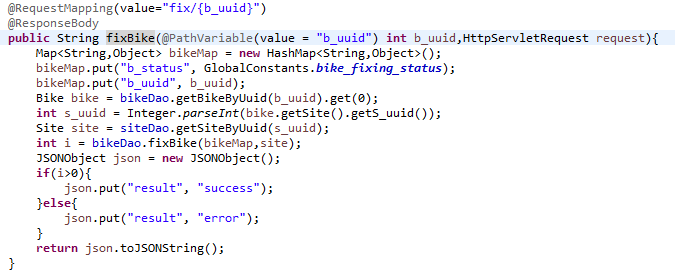 @RequestMapping(value="fix/{b_uuid}")
@ResponseBody
public String fixBike(@PathVariable(value = "b_uuid") int b_uuid,HttpServletRequest request){
    Map<String,Object> bikeMap = new HashMap<String,Object>();
    bikeMap.put("b_status", GlobalConstants.bike_fixing_status);
    bikeMap.put("b_uuid", b_uuid);
    Bike bike = bikeDao.getBikeByUuid(b_uuid).get(0);
    int s_uuid = Integer.parseInt(bike.getSite().getS_uuid());
    Site site = siteDao.getSiteByUuid(s_uuid);
    int i = bikeDao.fixBike(bikeMap,site);
    JSONObject json = new JSONObject();
    if(i>0){
        json.put("result", "success");
    }else{
        json.put("result", "error");
    }
    return json.toJSONString();
}